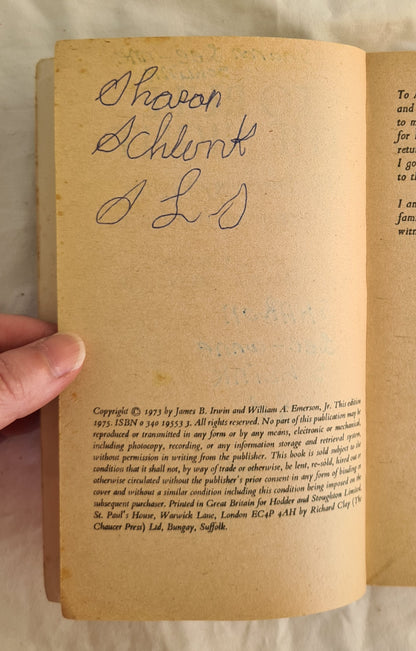 Sharon
Schlonk
S L S
Copyright © 1973 by James B. Irwin and William A. Emerson, Jr. This edition
1975. ISBN 0 340 19553 3. All rights reserved. No part of this publication may be
reproduced or transmitted in any form or by any means, electronic or mechanical,
including photocopy, recording, or any information storage and retrieval system,
without permission in writing from the publisher. This book is sold subject to the
condition that it shall not, by way of trade or otherwise, be lent, re-sold, hired out or
otherwise circulated without the publisher's prior consent in any form of binding or
cover and without a similar condition including this condition being imposed on the
subsequent purchaser. Printed in Great Britain for Hodder and Stoughton Limited,
St. Paul's House, Warwick Lane, London EC4P 4AH by Richard Clay (The
Chaucer Press) Ltd, Bungay, Suffolk.
To
and
to m
for
retu
I go
to th
I am
fami
with